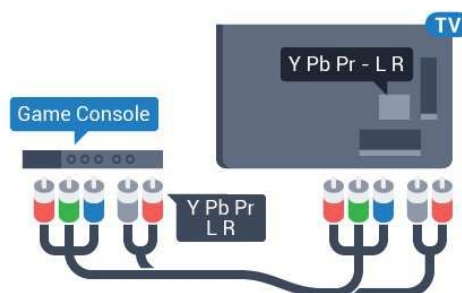 TV
Y Pb Pr - L R
Game Console
Y Pb Pr
L R